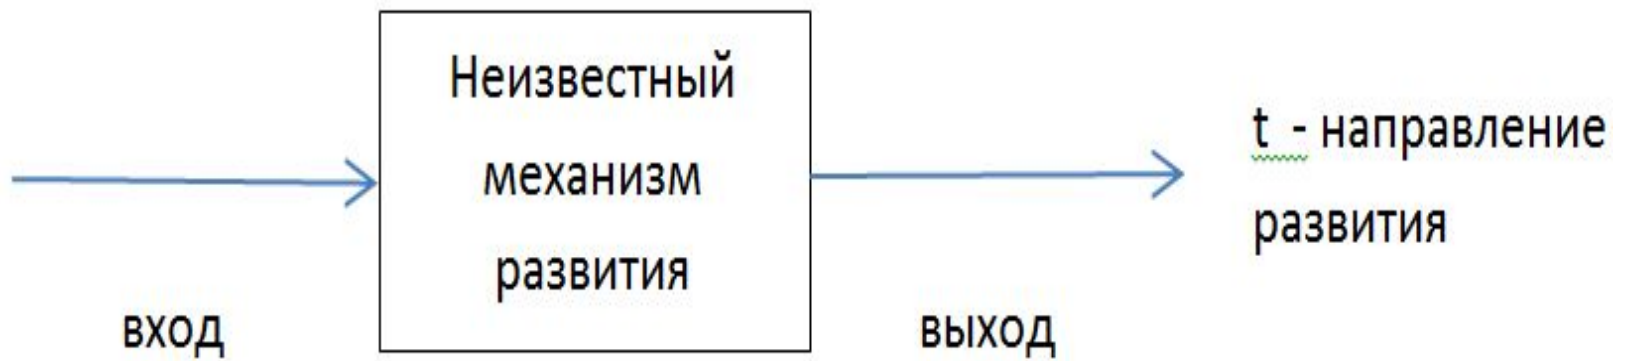 Неизвестный
механизм
развития
t - направление
развития
вход
выход